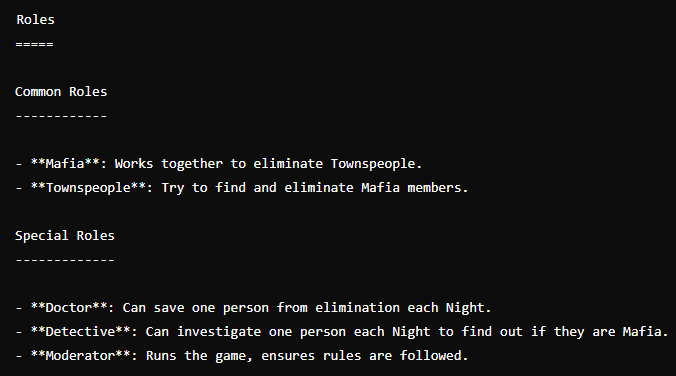 Roles
=====
Common Roles
------------
- **Mafia**: Works together to eliminate Townspeople.
- **Townspeople**: Try to find and eliminate Mafia members.
Special Roles
-------------
- **Doctor**: Can save one person from elimination each Night.
- **Detective**: Can investigate one person each Night to find out if they are Mafia.
- **Moderator**: Runs the game, ensures rules are followed.